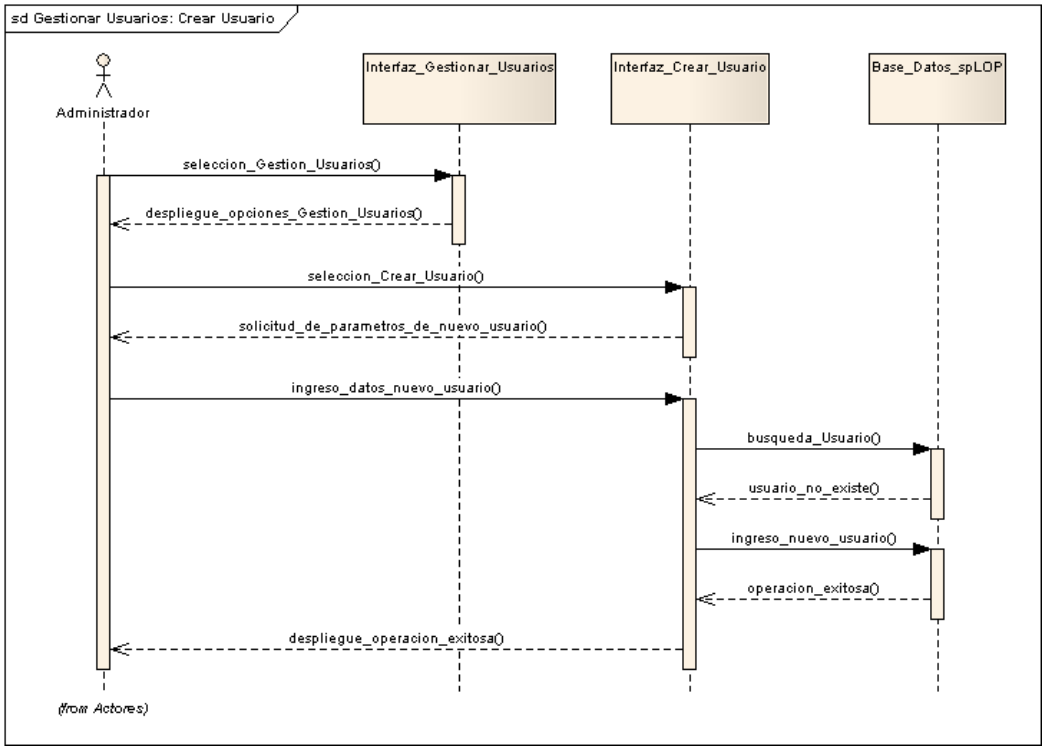 sd Gestionar Usuarios: Crear Usuario
Administrador
Interfaz_Gestionar_Usuarios
Interfaz_Crear_Usuario
Base_Datos_spLOP
seleccion_Gestion_Usuarios()
despliegue_opciones_Gestion_Usuarios()
seleccion_Crear_Usuario()
solicitud_de_parametros_de_nuevo_usuario()
ingreso_datos_nuevo_usuario()
busqueda_Usuario()
usuario_no_existe()
ingreso_nuevo_usuario()
operacion_exitosa()
despliegue_operacion_exitosa()
(from Actores)